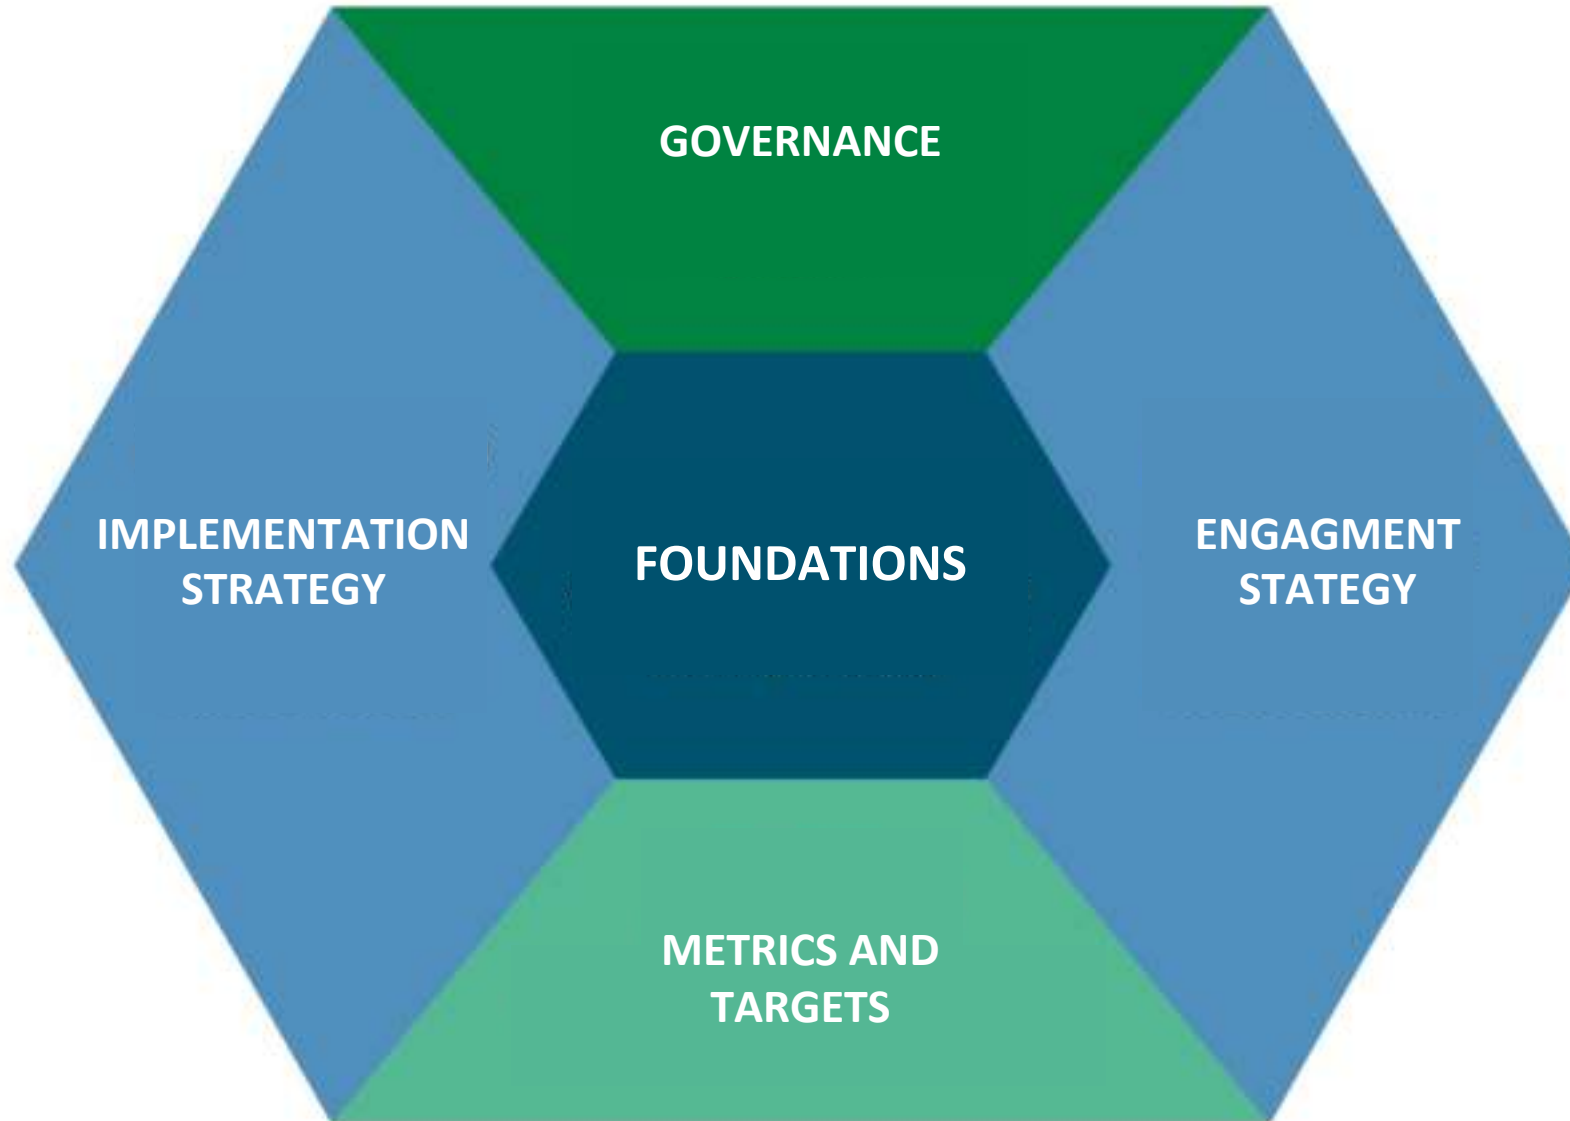 GOVERNANCE
IMPLEMENTATION
STRATEGY
FOUNDATIONS
ENGAGMENT
STATEGY
METRICS AND
TARGETS